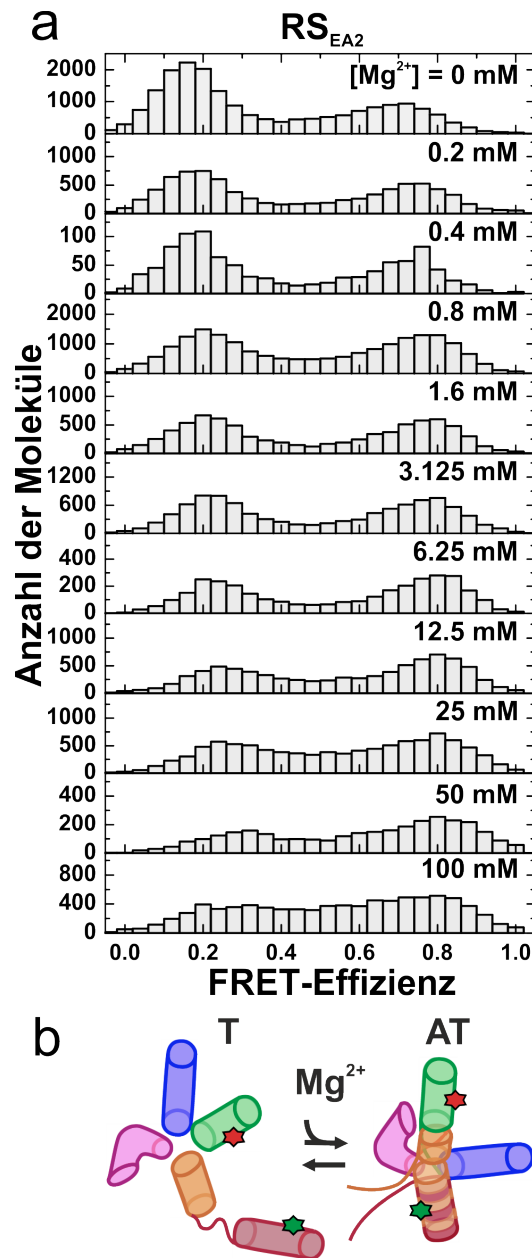 a
RS_EA2
[Mg²⁺] = 0 mM
2000
1000
0
0.2 mM
1000
500
0
0.4 mM
100
50
0
0.8 mM
2000
1000
0
1.6 mM
1000
500
0
3.125 mM
1200
600
0
6.25 mM
400
200
0
12.5 mM
1000
500
0
25 mM
1000
500
0
50 mM
400
200
0
100 mM
800
400
0
Anzahl der Moleküle
0.0 0.2 0.4 0.6 0.8 1.0
FRET-Effizienz
b
T
AT
Mg²⁺